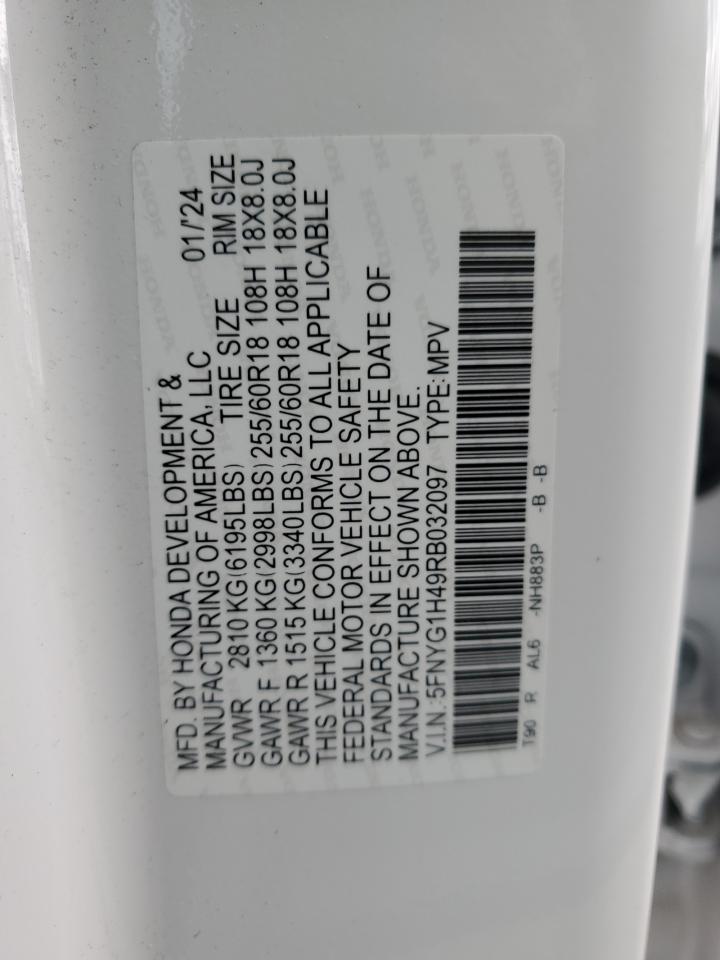 MFD. BY HONDA DEVELOPMENT &
MANUFACTURING OF AMERICA, LLC 01/'24
GVWR 2810 KG(6195LBS) TIRE SIZE RIM SIZE
GAWR F 1360 KG(2998LBS) 255/60R18 108H 18X8.0J
GAWR R 1515 KG(3340LBS) 255/60R18 108H 18X8.0J
THIS VEHICLE CONFORMS TO ALL APPLICABLE
FEDERAL MOTOR VEHICLE SAFETY
STANDARDS IN EFFECT ON THE DATE OF
MANUFACTURE SHOWN ABOVE.
V.I.N.:5FNYG1H49RB032097 TYPE:MPV
T90 R AL6 -NH883P -B -B